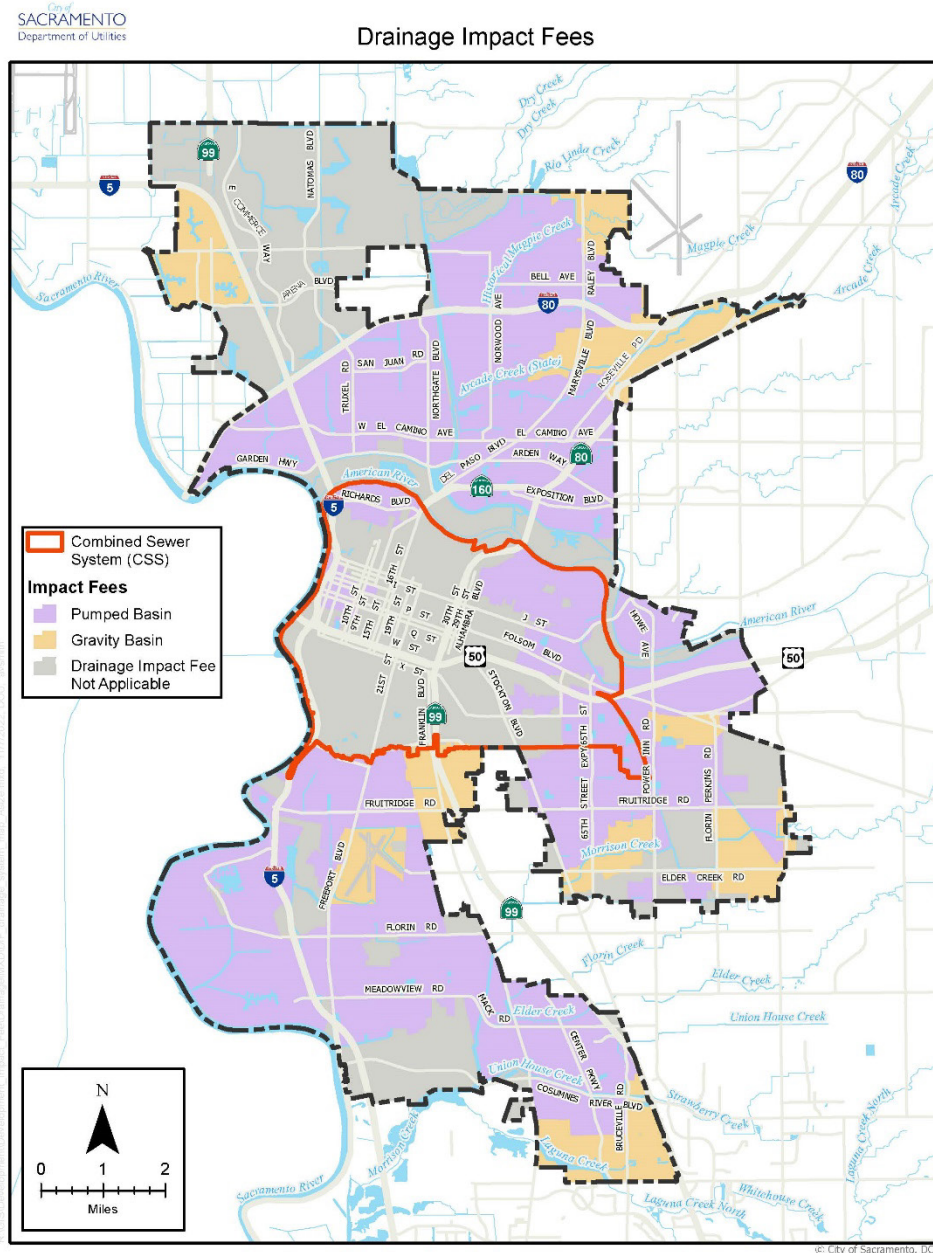 City of
SACRAMENTO
Department of Utilities
Drainage Impact Fees
Dry Creek
Dry Creek
Rio Linda Creek
99
5
E COMMERCE WAY
NATOMAS BLVD
80
Arcade Creek
Magpie Creek
Historical Magpie Creek
RALEY BLVD
Sacramento River
ARENA BLVD
BELL AVE
80
Arcade Creek
NORWOOD AVE
MARYSVILLE BLVD
ROSEVILLE RD
SAN JUAN RD
TRUXEL RD
NORTHGATE BLVD
Arcade Creek (State)
W EL CAMINO AVE
EL CAMINO AVE
GARDEN HWY
DEL PASO BLVD
ARDEN WAY
80
American River
160
EXPOSITION BLVD
5
RICHARDS BLVD
Combined Sewer
System (CSS)
Impact Fees
Pumped Basin
Gravity Basin
Drainage Impact Fee
Not Applicable
16TH ST
10TH ST
9TH ST
15TH ST
19TH ST
I ST
P ST
Q ST
W ST
X ST
21ST ST
30TH ST
29TH ST
ALHAMBRA BLVD
J ST
FOLSOM BLVD
HOWE AVE
American River
50
50
STOCKTON BLVD
FRANKLIN BLVD
99
65TH ST
65TH STREET EXPY
POWER INN RD
FLORIN PERKINS RD
FRUITRIDGE RD
FRUITRIDGE RD
Morrison Creek
ELDER CREEK RD
5
FREEPORT BLVD
99
FLORIN RD
Florin Creek
MEADOWVIEW RD
MACK RD
Elder Creek
Elder Creek
Union House Creek
CENTER PKWY
Union House Creek
COSUMNES RIVER BLVD
BRUCEVILLE RD
Strawberry Creek
Laguna Creek
Laguna Creek North
Morrison Creek
Sacramento River
Laguna Creek North
Whitehouse Creek
N
0 1 2
Miles
City of Sacramento, DO